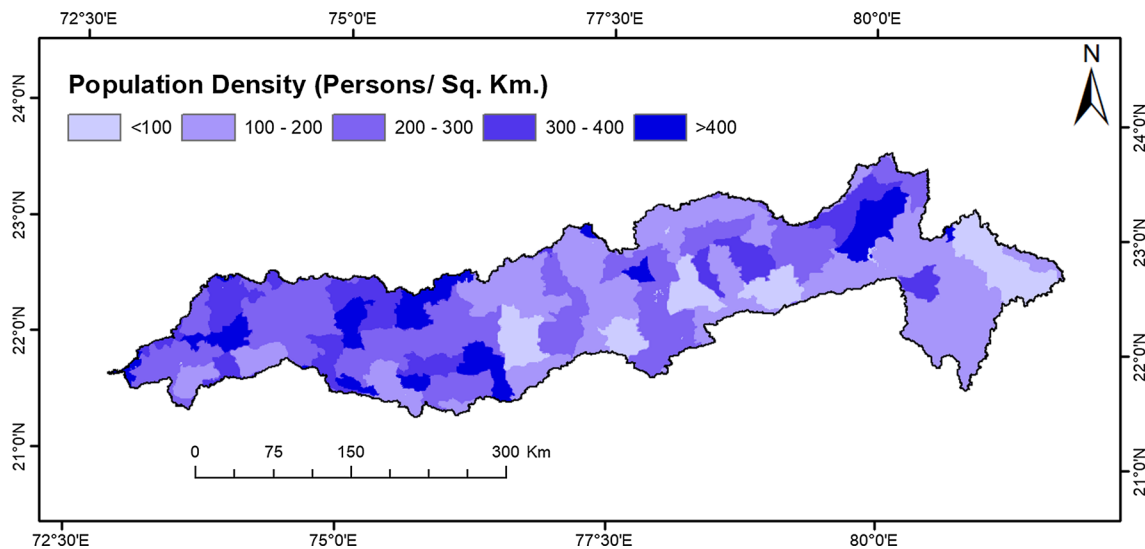 72°30'E 75°0'E 77°30'E 80°0'E
N
Population Density (Persons/ Sq. Km.)
<100 100 - 200 200 - 300 300 - 400 >400
24°0'N 24°0'N
23°0'N 23°0'N
22°0'N 22°0'N
21°0'N 21°0'N
0 75 150 300 Km
72°30'E 75°0'E 77°30'E 80°0'E